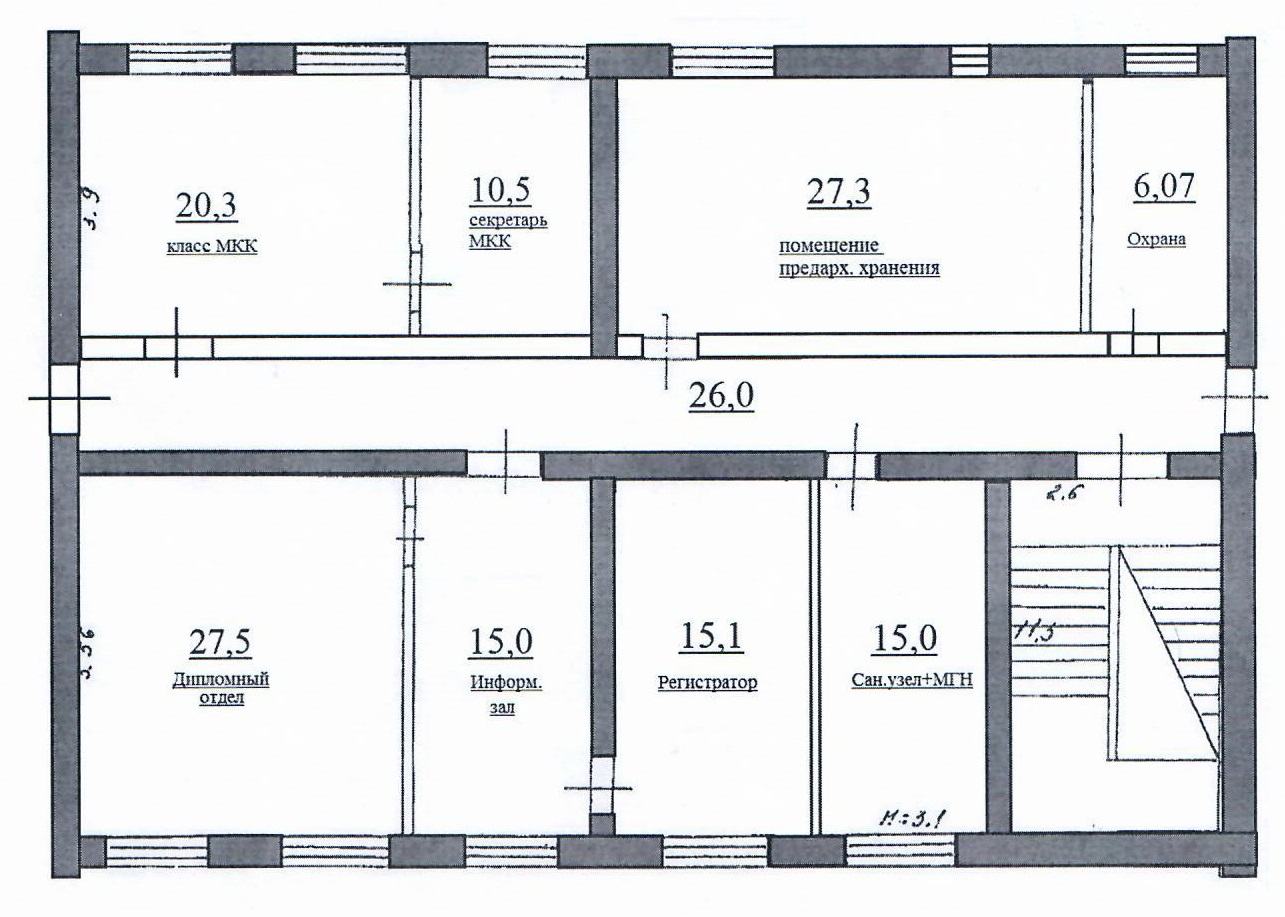 20,3
класс МКК
3.9
10,5
секретарь
МКК
27,3
помещение
предарх. хранения
6,07
Охрана
26,0
27,5
Дипломный
отдел
15,0
Информ.
зал
15,1
Регистратор
15,0
Сан.узел+МГН
H=3.1
2.6
11,5